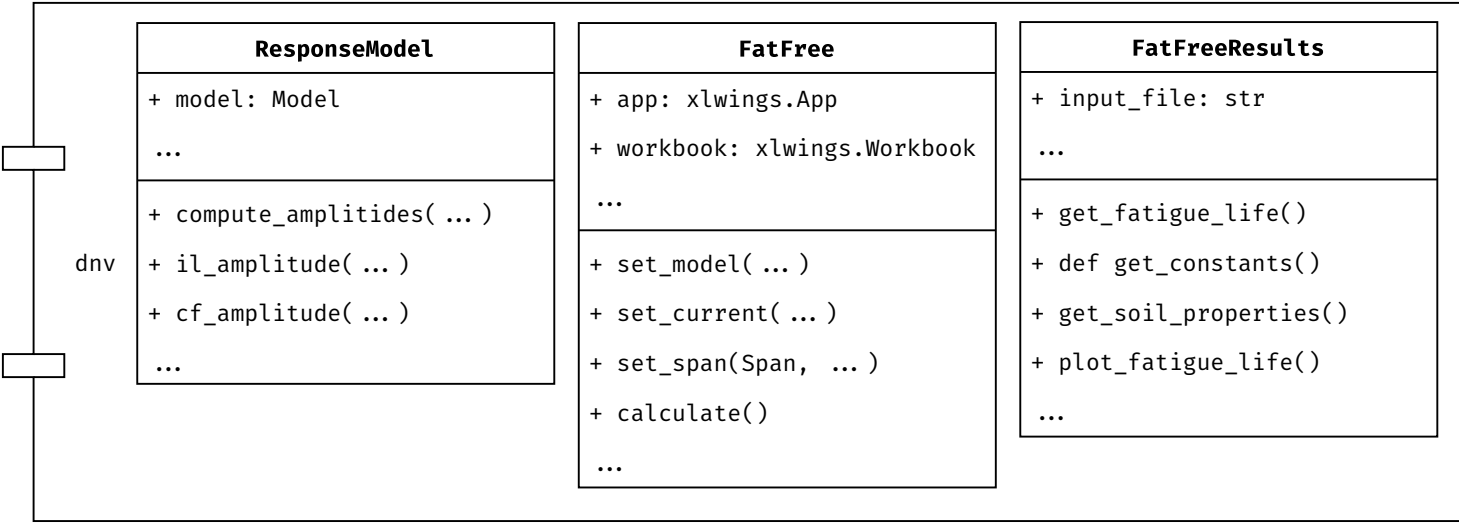 dnv
ResponseModel
+ model: Model
...
+ compute_amplitides( ... )
+ il_amplitude( ... )
+ cf_amplitude( ... )
...
FatFree
+ app: xlwings.App
+ workbook: xlwings.Workbook
...
+ set_model( ... )
+ set_current( ... )
+ set_span(Span, ... )
+ calculate()
...
FatFreeResults
+ input_file: str
...
+ get_fatigue_life()
+ def get_constants()
+ get_soil_properties()
+ plot_fatigue_life()
...